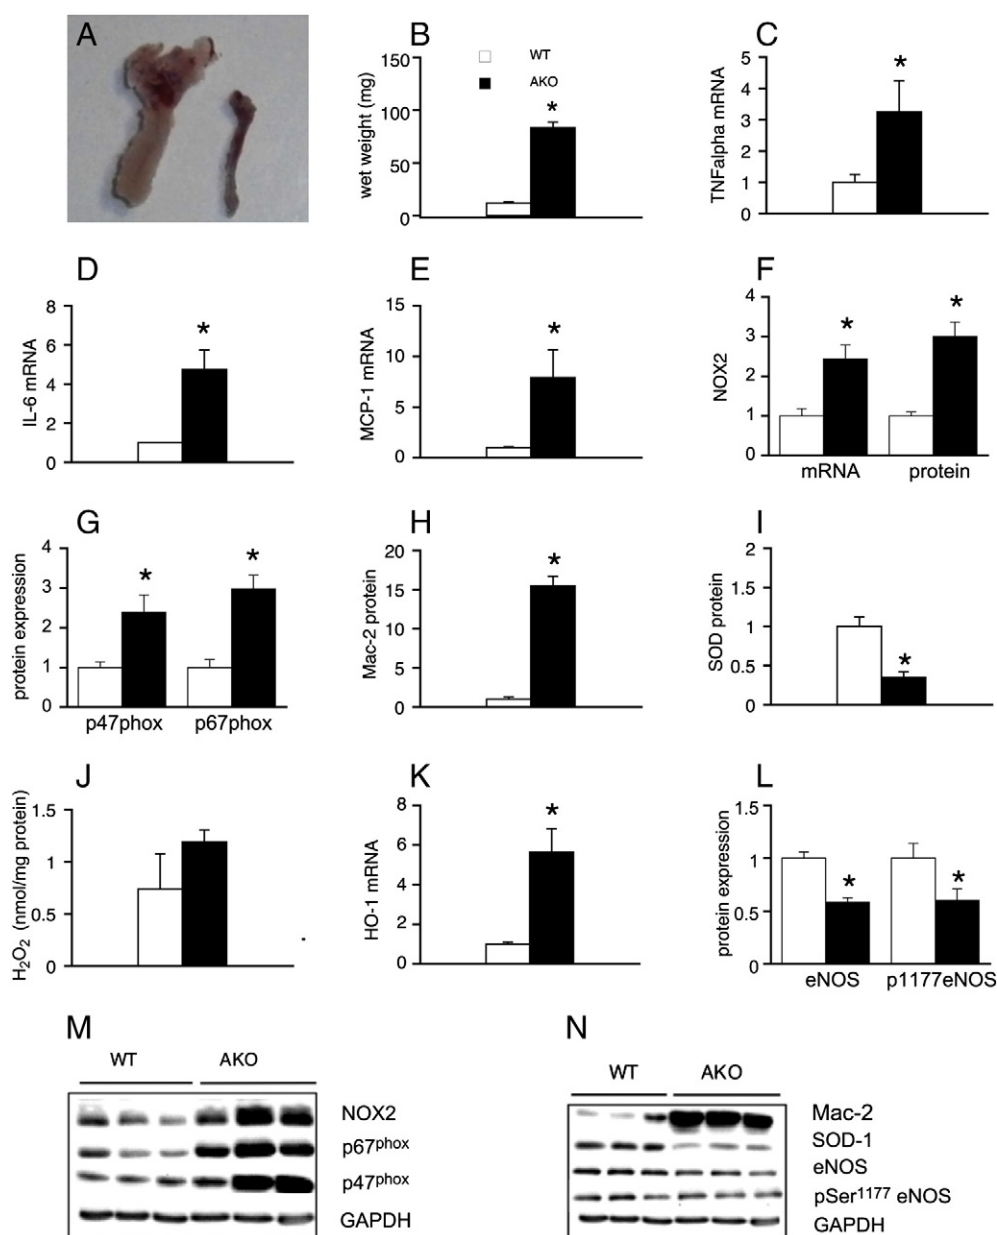 A
B
WT
AKO
wet weight (mg)
150
100
50
0
*
C
TNFalpha mRNA
5
4
3
2
1
0
*
D
IL-6 mRNA
8
6
4
2
0
*
E
MCP-1 mRNA
15
10
5
0
*
F
NOX2
4
3
2
1
0
* *
mRNA protein
G
protein expression
4
3
2
1
0
* *
p47phox p67phox
H
Mac-2 protein
20
15
10
5
0
*
I
SOD protein
2
1.5
1
0.5
0
*
J
H₂O₂ (nmol/mg protein)
1.5
1
0.5
0
K
HO-1 mRNA
8
6
4
2
0
*
L
protein expression
1.5
1
0.5
0
* *
eNOS p1177eNOS
M
WT AKO
NOX2
p67phox
p47phox
GAPDH
N
WT AKO
Mac-2
SOD-1
eNOS
pSer1177 eNOS
GAPDH